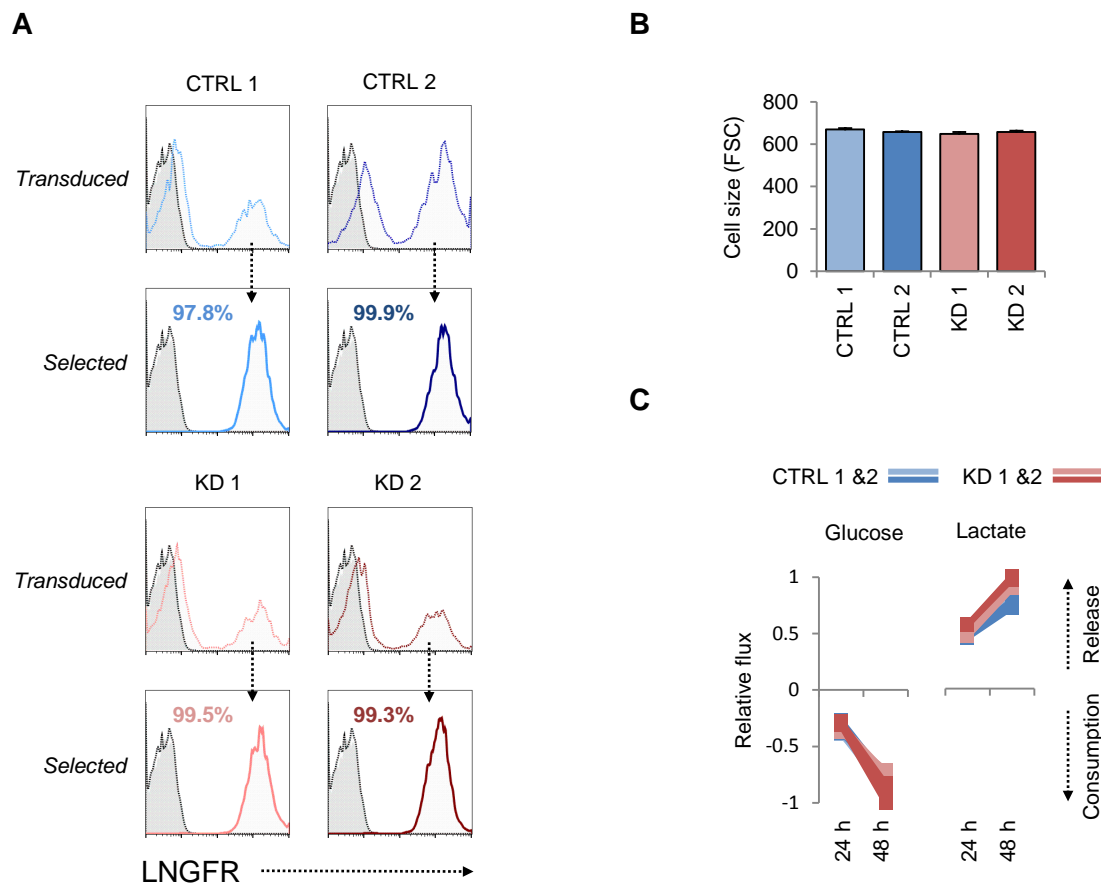 A
CTRL 1
CTRL 2
Transduced
97.8%
99.9%
Selected
KD 1
KD 2
Transduced
99.5%
99.3%
Selected
LNGFR
B
Cell size (FSC)
800
600
400
200
0
CTRL 1
CTRL 2
KD 1
KD 2
C
CTRL 1 &2
KD 1 &2
Glucose
Lactate
Relative flux
1
0.5
0
-0.5
-1
24 h
48 h
24 h
48 h
Release
Consumption